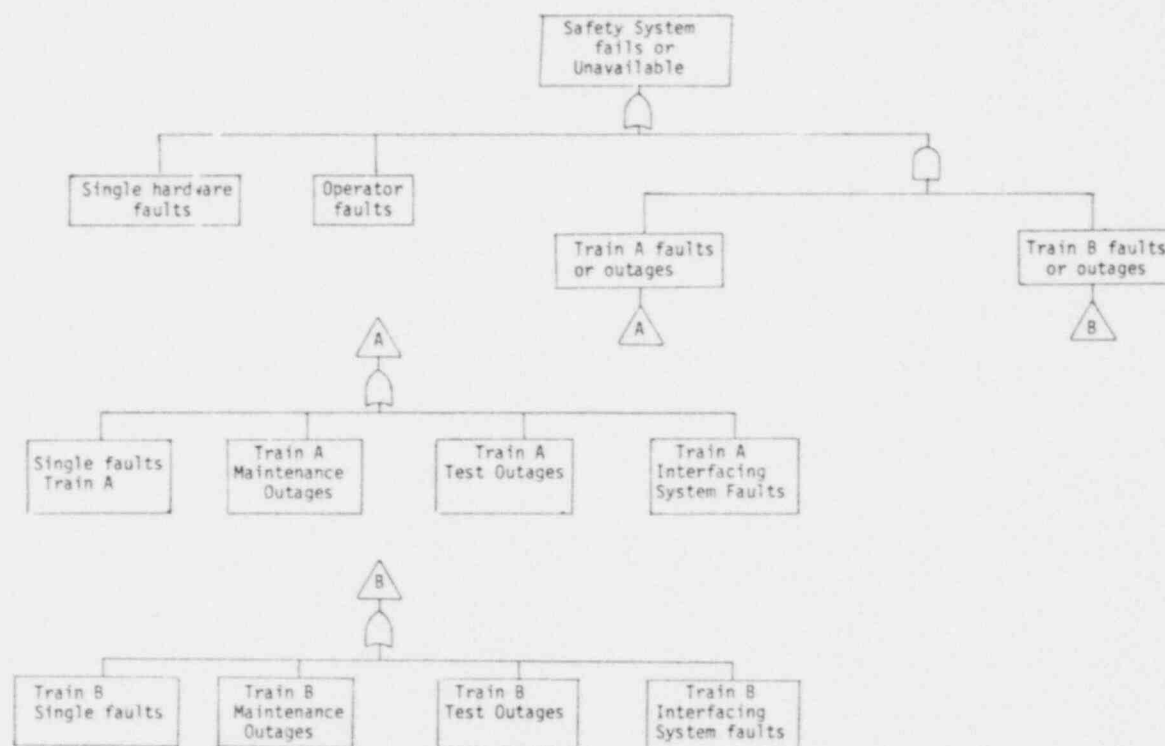 Safety System
fails or
Unavailable
Single hardware
faults
Operator
faults
Train A faults
or outages
Train B faults
or outages
A
B
A
Single faults
Train A
Train A
Maintenance
Outages
Train A
Test Outages
Train A
Interfacing
System Faults
B
Train B
Single faults
Train B
Maintenance
Outages
Train B
Test Outages
Train B
Interfacing
System faults